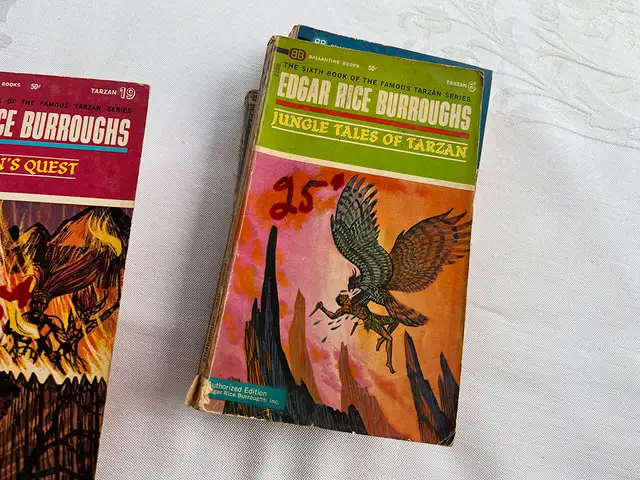 BOOKS 50¢ TARZAN 19
OF THE FAMOUS TARZAN SERIES
CE BURROUGHS
N'S QUEST
BB BALLANTINE BOOKS 50¢ TARZAN 6
THE SIXTH BOOK OF THE FAMOUS TARZAN SERIES
EDGAR RICE BURROUGHS
JUNGLE TALES OF TARZAN
25¢
Authorized Edition
Edgar Rice Burroughs, Inc.
BB